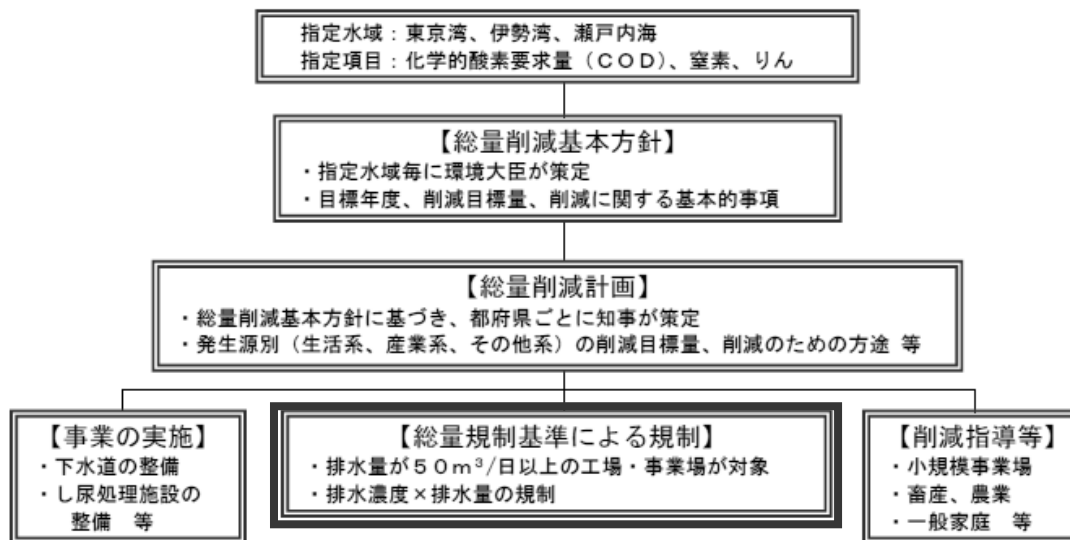 指定水域:東京湾、伊勢湾、瀬戸内海
指定項目:化学的酸素要求量(COD)、窒素、りん
【総量削減基本方針】
・指定水域毎に環境大臣が策定
・目標年度、削減目標量、削減に関する基本的事項
【総量削減計画】
・総量削減基本方針に基づき、都府県ごとに知事が策定
・発生源別(生活系、産業系、その他系)の削減目標量、削減のための方途 等
【事業の実施】
・下水道の整備
・し尿処理施設の
整備 等
【総量規制基準による規制】
・排水量が50m³/日以上の工場・事業場が対象
・排水濃度×排水量の規制
【削減指導等】
・小規模事業場
・畜産、農業
・一般家庭 等